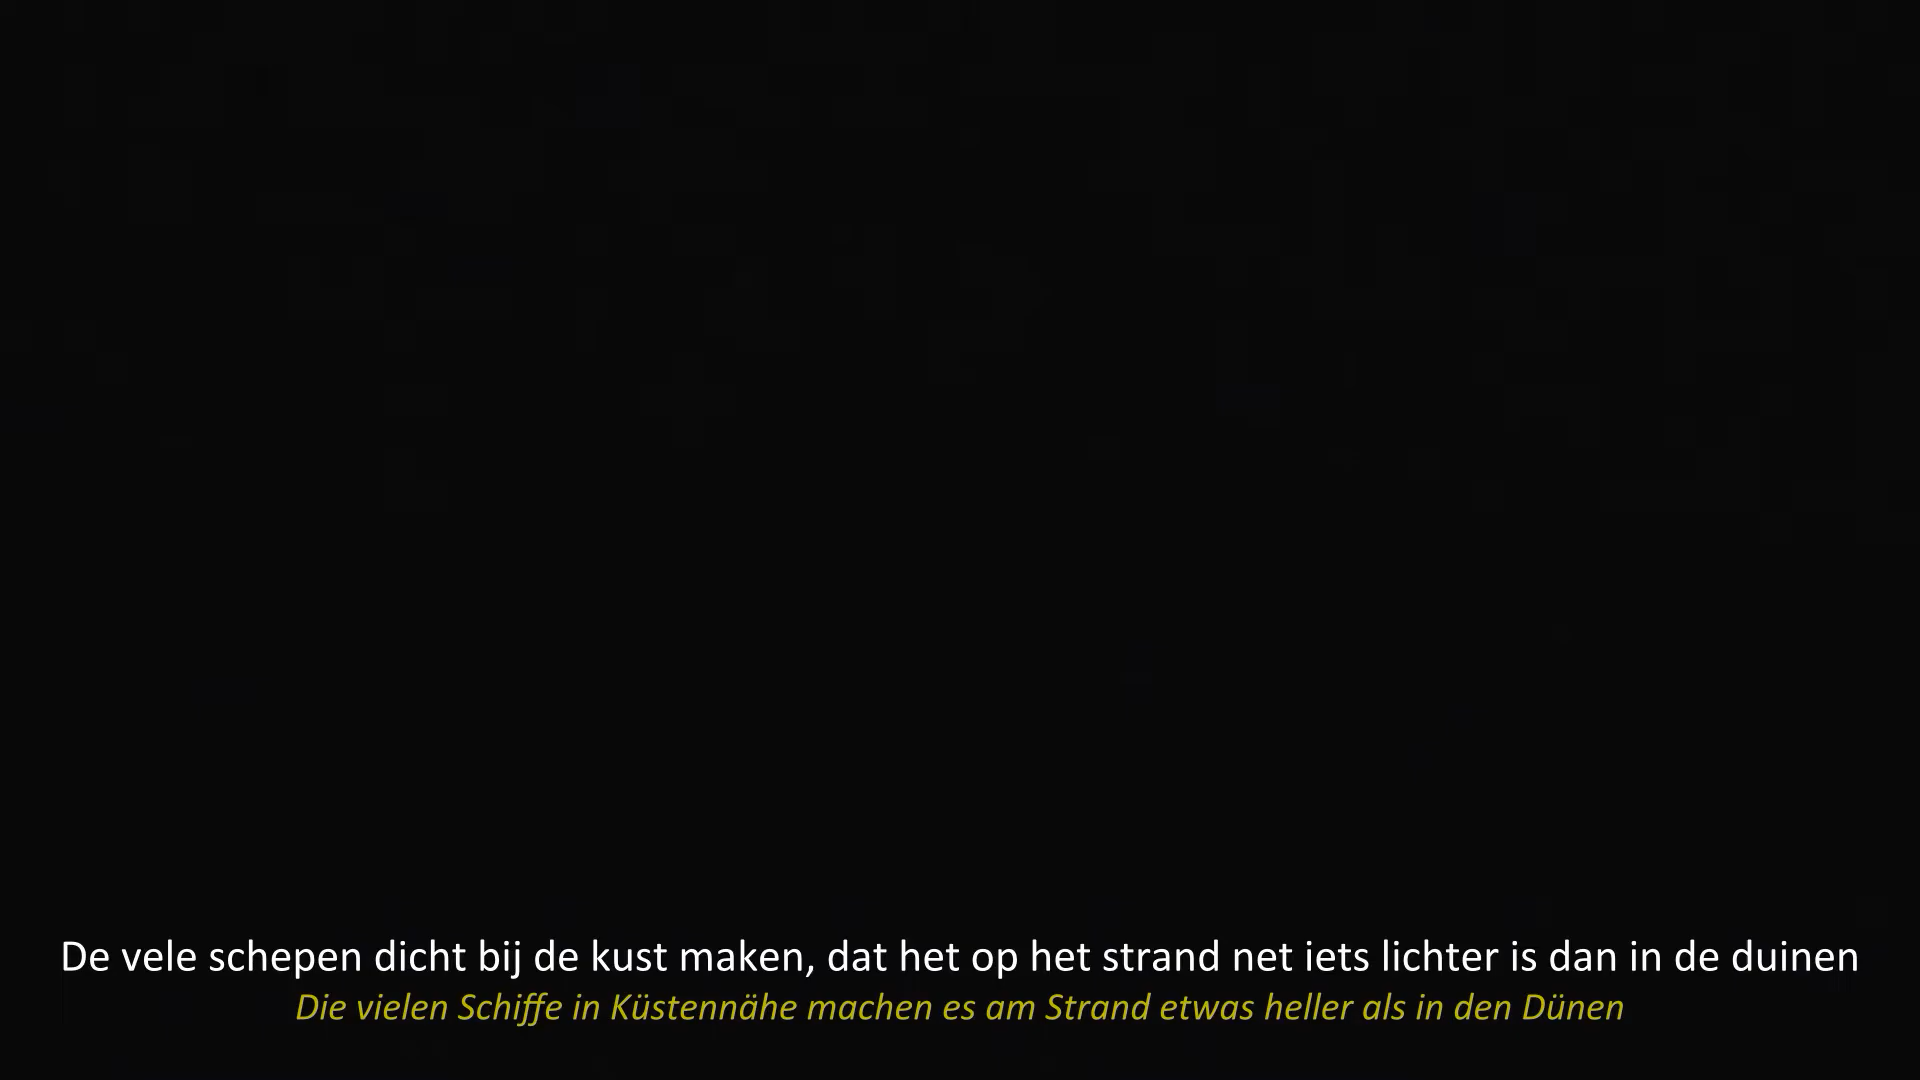 De vele schepen dicht bij de kust maken, dat het op het strand net iets lichter is dan in de duinen
Die vielen Schiffe in Küstennähe machen es am Strand etwas heller als in den Dünen